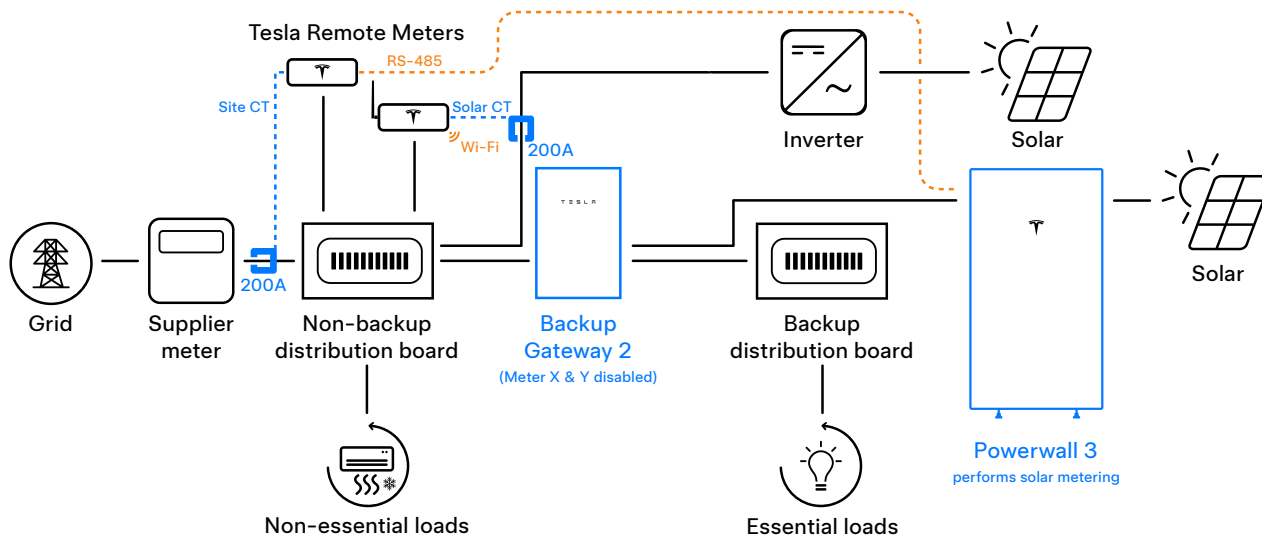 Tesla Remote Meters
RS-485
Site CT
Solar CT
Wi-Fi
200A
Inverter
Solar
TESLA
200A
Solar
Grid
Supplier
meter
Non-backup
distribution board
Backup
Gateway 2
(Meter X & Y disabled)
Backup
distribution board
Powerwall 3
performs solar metering
Non-essential loads
Essential loads